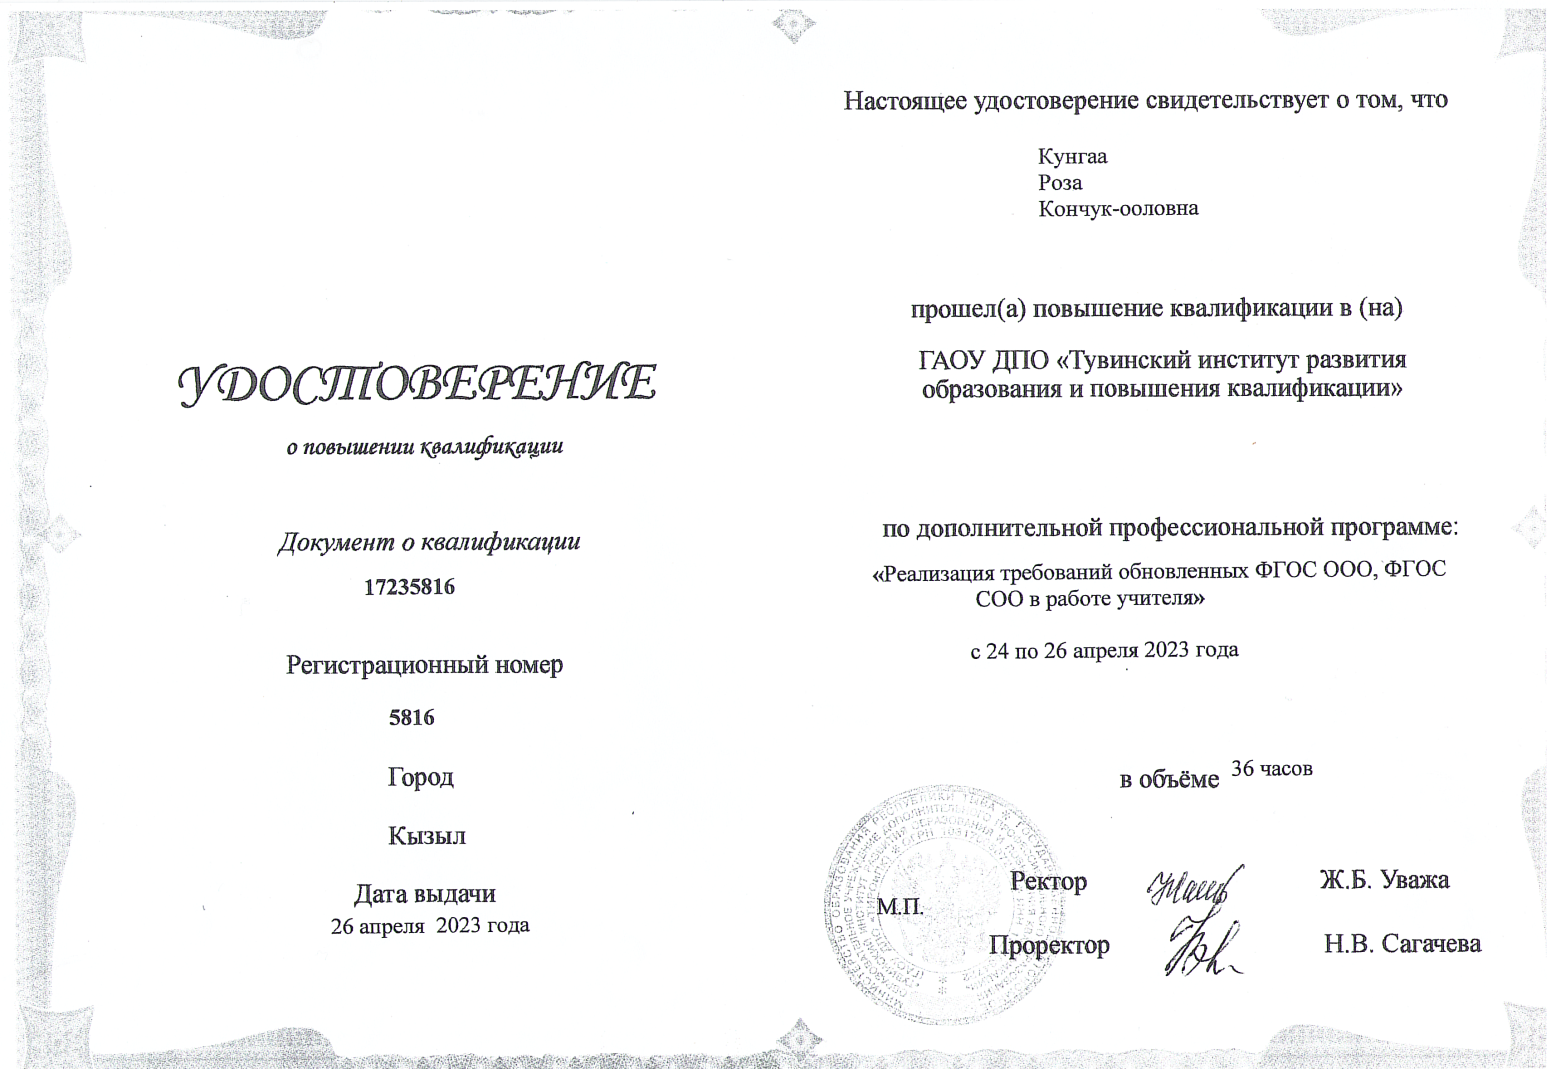 УДОСТОВЕРЕНИЕ
о повышении квалификации
Документ о квалификации
17235816
Регистрационный номер
5816
Город
Кызыл
Дата выдачи
26 апреля 2023 года
Настоящее удостоверение свидетельствует о том, что
Кунгаа
Роза
Кончук-ооловна
прошел(а) повышение квалификации в (на)
ГАОУ ДПО «Тувинский институт развития
образования и повышения квалификации»
по дополнительной профессиональной программе:
«Реализация требований обновленных ФГОС ООО, ФГОС
СОО в работе учителя»
с 24 по 26 апреля 2023 года
в объёме 36 часов
Ректор Ж.Б. Уважа
М.П.
Проректор Н.В. Сагачева